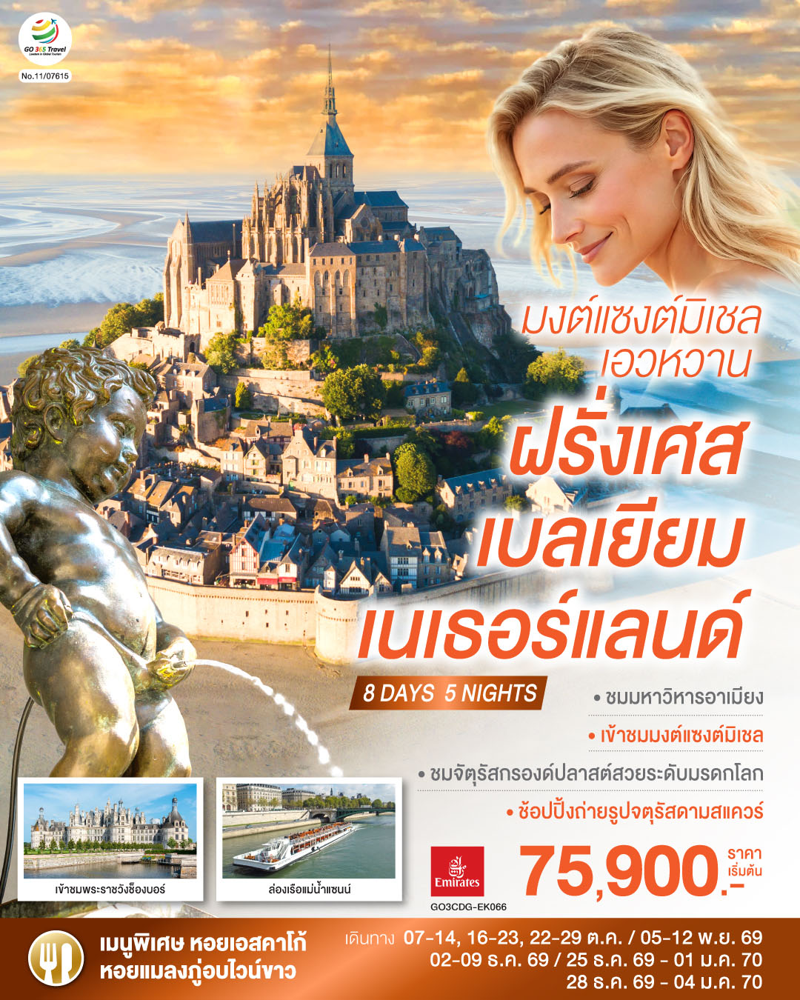 GO 365 Travel
Leaders in Global Tourism
No.11/07615
มงต์แซงต์มิเชล
เอวหวาน
ฝรั่งเศส
เบลเยียม
เนเธอร์แลนด์
8 DAYS 5 NIGHTS
• ชมมหาวิหารอาเมียง
• เข้าชมมงต์แซงต์มิเชล
• ชมจัตุรัสกรองด์ปลาสต์สวยระดับมรดกโลก
• ช้อปปิ้งถ่ายรูปจตุรัสดามสแควร์
เข้าชมพระราชวังช็องบอร์
ล่องเรือแม่น้ำแซนน์
Emirates
GO3CDG-EK066
75,900.-
ราคา
เริ่มต้น
เมนูพิเศษ หอยเอสคาโก้
หอยแมลงภู่อบไวน์ขาว
เดินทาง 07-14, 16-23, 22-29 ต.ค. / 05-12 พ.ย. 69
02-09 ธ.ค. 69 / 25 ธ.ค. 69 - 01 ม.ค. 70
28 ธ.ค. 69 - 04 ม.ค. 70